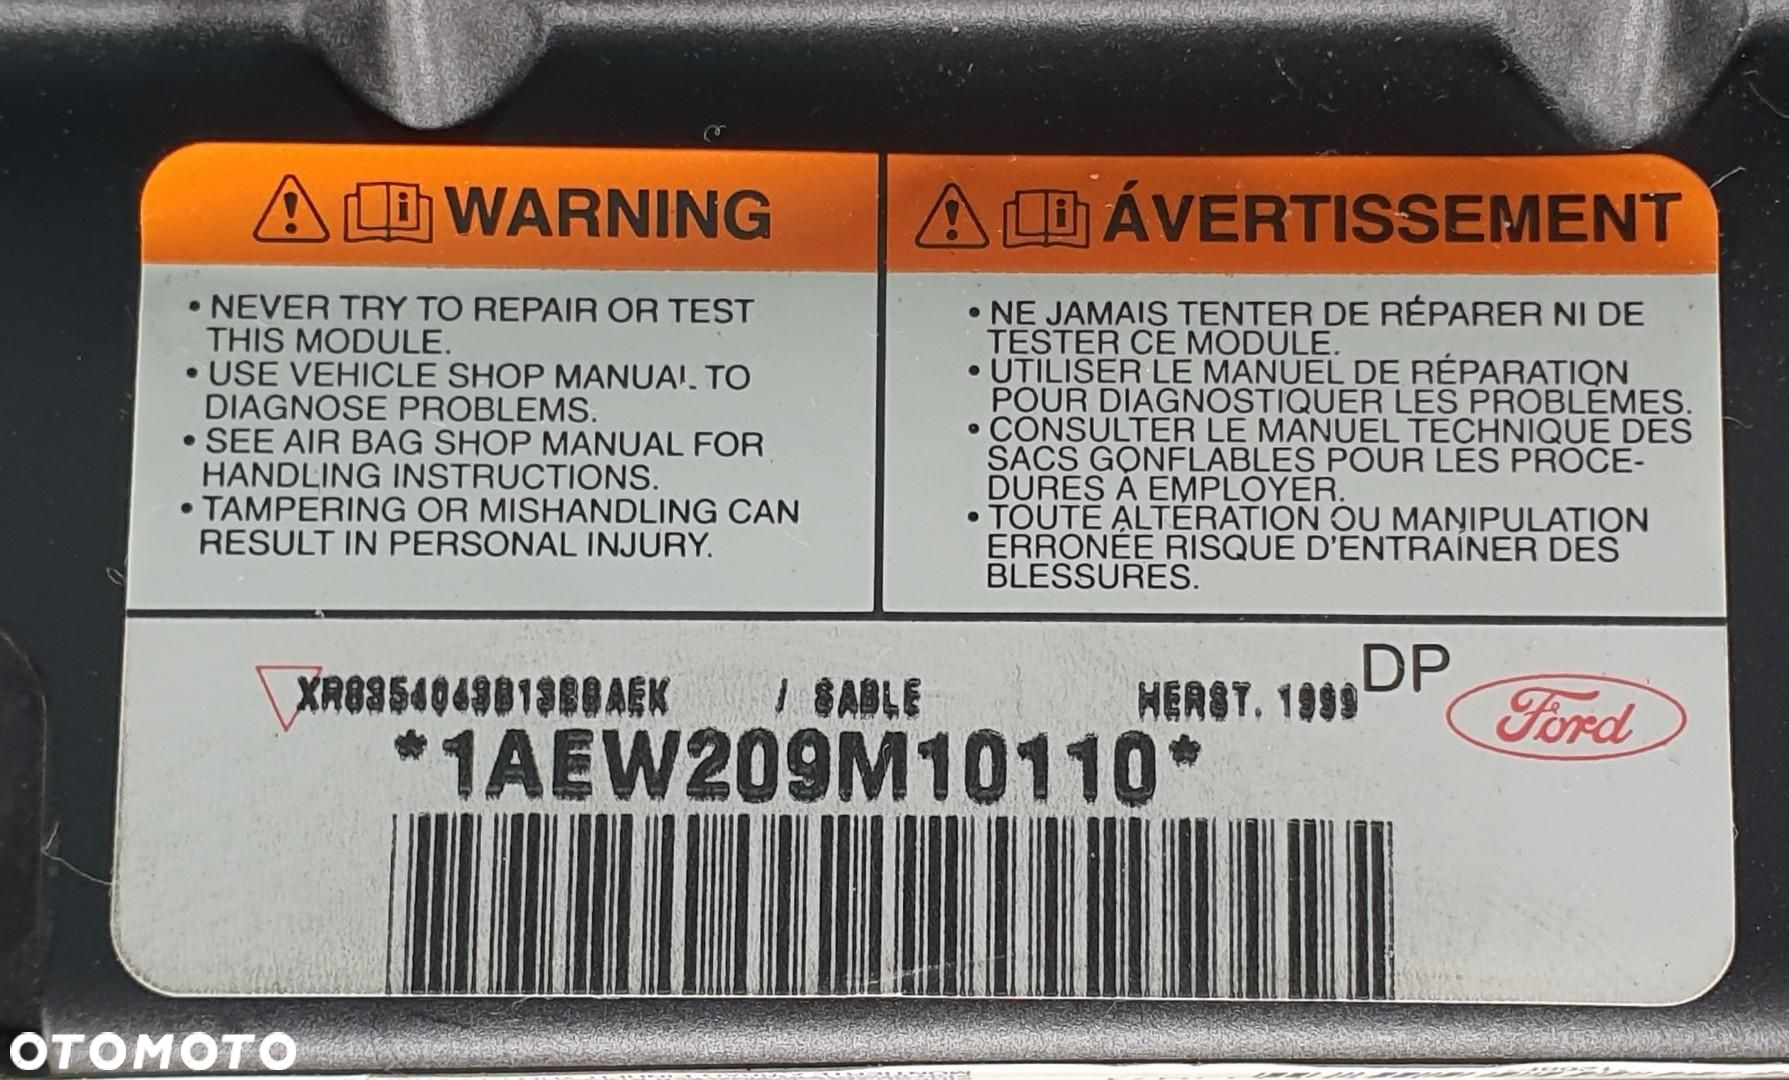 WARNING
• NEVER TRY TO REPAIR OR TEST
THIS MODULE.
• USE VEHICLE SHOP MANUAL TO
DIAGNOSE PROBLEMS.
• SEE AIR BAG SHOP MANUAL FOR
HANDLING INSTRUCTIONS.
• TAMPERING OR MISHANDLING CAN
RESULT IN PERSONAL INJURY.
ÁVERTISSEMENT
• NE JAMAIS TENTER DE RÉPARER NI DE
TESTER CE MODULE.
• UTILISER LE MANUEL DE RÉPARATION
POUR DIAGNOSTIQUER LES PROBLÈMES.
• CONSULTER LE MANUEL TECHNIQUE DES
SACS GONFLABLES POUR LES PROCE-
DURES À EMPLOYER.
• TOUTE ALTÉRATION OU MANIPULATION
ERRONÉE RISQUE D'ENTRAÎNER DES
BLESSURES.
/ SABLE HERST. 1999 DP
Ford
*1AEW209M10110*
OTOMOTO